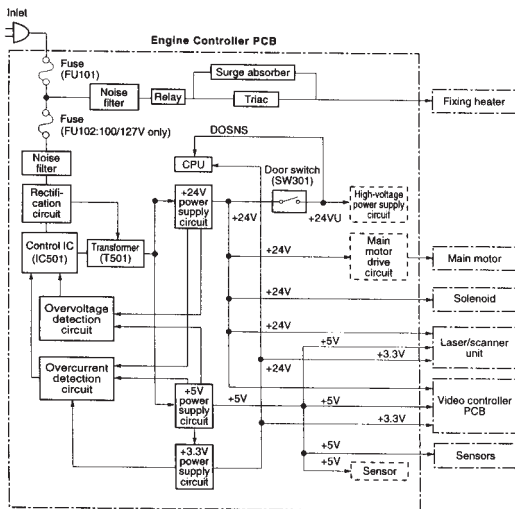 Inlet
Engine Controller PCB
Fuse
(FU101)
Surge absorber
Noise
filter
Relay
Triac
Fixing heater
Fuse
(FU102:100/127V only)
DOSNS
Noise
filter
CPU
Door switch
(SW301)
Rectifi-
cation
circuit
+24V
power
supply
circuit
+24V
+24VU
High-voltage
power supply
circuit
Control IC
(IC501)
Transformer
(T501)
+24V
Main
motor
drive
circuit
Main motor
+24V
Solenoid
Overvoltage
detection
circuit
+24V
+5V
+3.3V
Laser/scanner
unit
Overcurrent
detection
circuit
+24V
+5V
power
supply
circuit
+5V
+5V
+3.3V
Video controller
PCB
+3.3V
power
supply
circuit
+5V
Sensors
+5V
Sensor